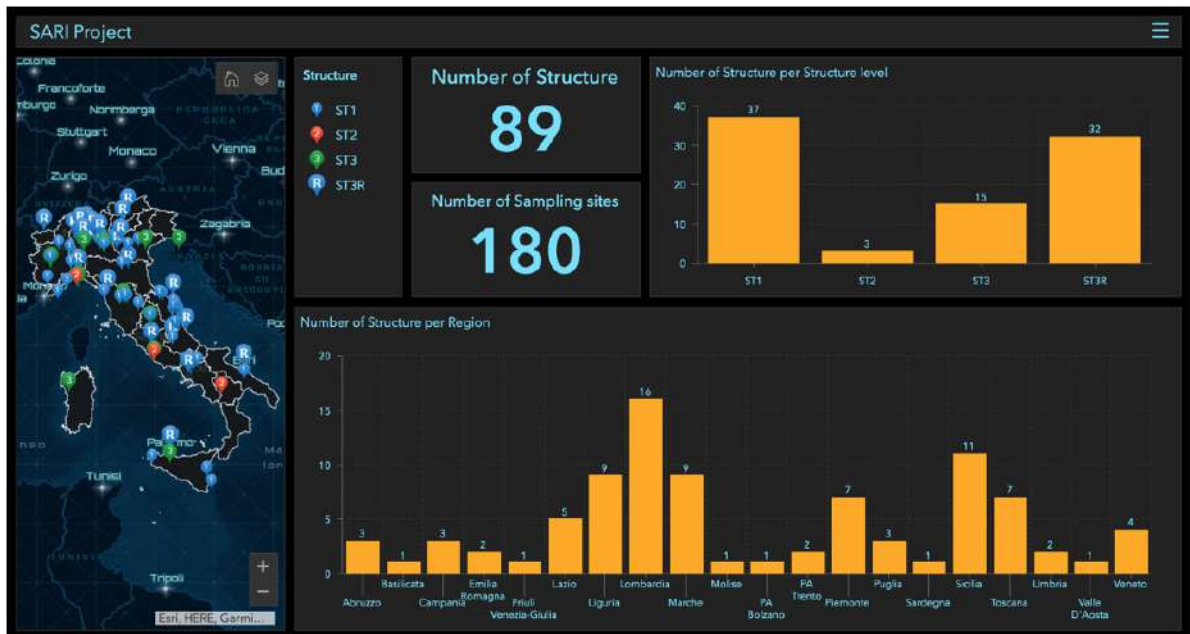 SARI Project
Colonia
Francoforte
Norimberga
Stuttgart
Monaco
Vienna
Zurigo
AUSTRIA
Zagabria
Tunisi
Tripoli
Esri, HERE, Garmi...
+
−
Structure
ST1
ST2
ST3
ST3R
Number of Structure
89
Number of Sampling sites
180
Number of Structure per Structure level
40
30
20
10
0
37
3
15
32
ST1
ST2
ST3
ST3R
Number of Structure per Region
20
15
10
5
0
3
1
3
2
1
5
9
16
9
1
1
2
7
3
1
11
7
2
1
4
Abruzzo
Basilicata
Campania
Emilia
Romagna
Friuli
Venezia-Giulia
Lazio
Liguria
Lombardia
Marche
Molise
PA
Bolzano
PA
Trento
Piemonte
Puglia
Sardegna
Sicilia
Toscana
Umbria
Valle
D'Aosta
Veneto